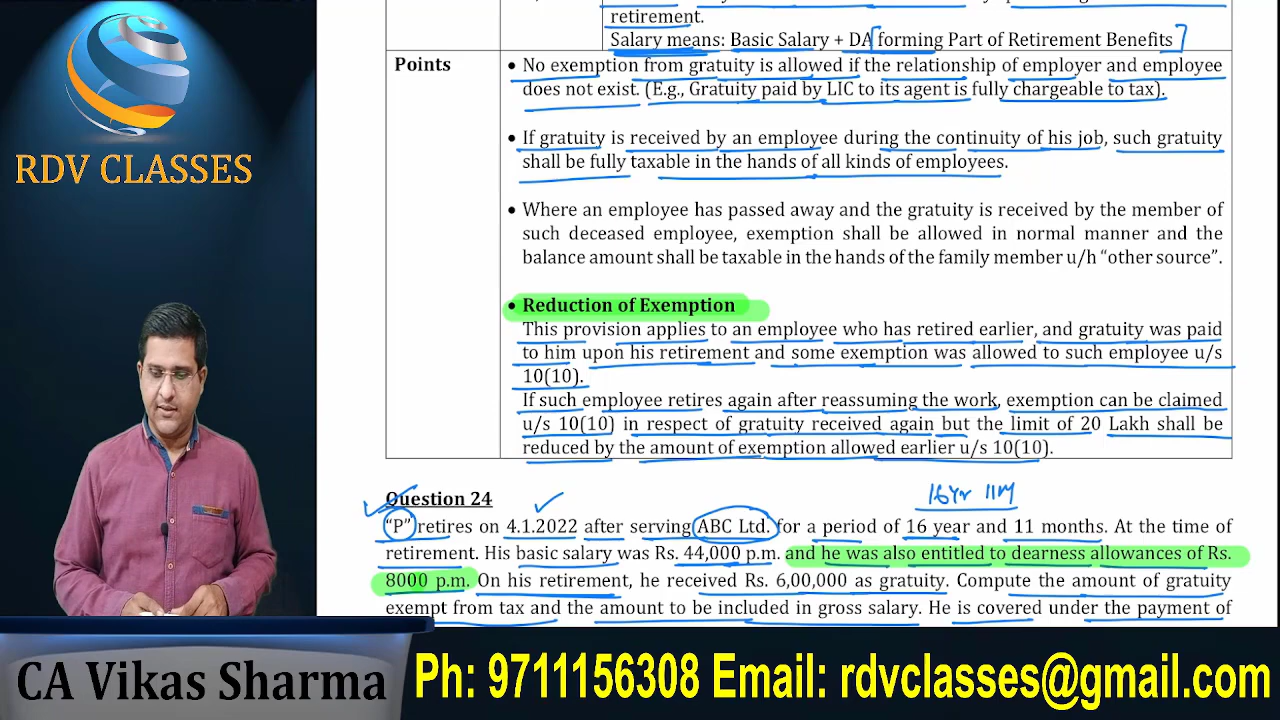 retirement.
Salary means: Basic Salary + DA [forming Part of Retirement Benefits]
Points
• No exemption from gratuity is allowed if the relationship of employer and employee
does not exist. (E.g., Gratuity paid by LIC to its agent is fully chargeable to tax).
• If gratuity is received by an employee during the continuity of his job, such gratuity
shall be fully taxable in the hands of all kinds of employees.
• Where an employee has passed away and the gratuity is received by the member of
such deceased employee, exemption shall be allowed in normal manner and the
balance amount shall be taxable in the hands of the family member u/h “other source”.
• Reduction of Exemption
This provision applies to an employee who has retired earlier, and gratuity was paid
to him upon his retirement and some exemption was allowed to such employee u/s
10(10).
If such employee retires again after reassuming the work, exemption can be claimed
u/s 10(10) in respect of gratuity received again but the limit of 20 Lakh shall be
reduced by the amount of exemption allowed earlier u/s 10(10).
Question 24
16 Yr 11M
“P” retires on 4.1.2022 after serving ABC Ltd. for a period of 16 year and 11 months. At the time of
retirement. His basic salary was Rs. 44,000 p.m. and he was also entitled to dearness allowances of Rs.
8000 p.m. On his retirement, he received Rs. 6,00,000 as gratuity. Compute the amount of gratuity
exempt from tax and the amount to be included in gross salary. He is covered under the payment of
RDV CLASSES
CA Vikas Sharma
Ph: 9711156308 Email: rdvclasses@gmail.com